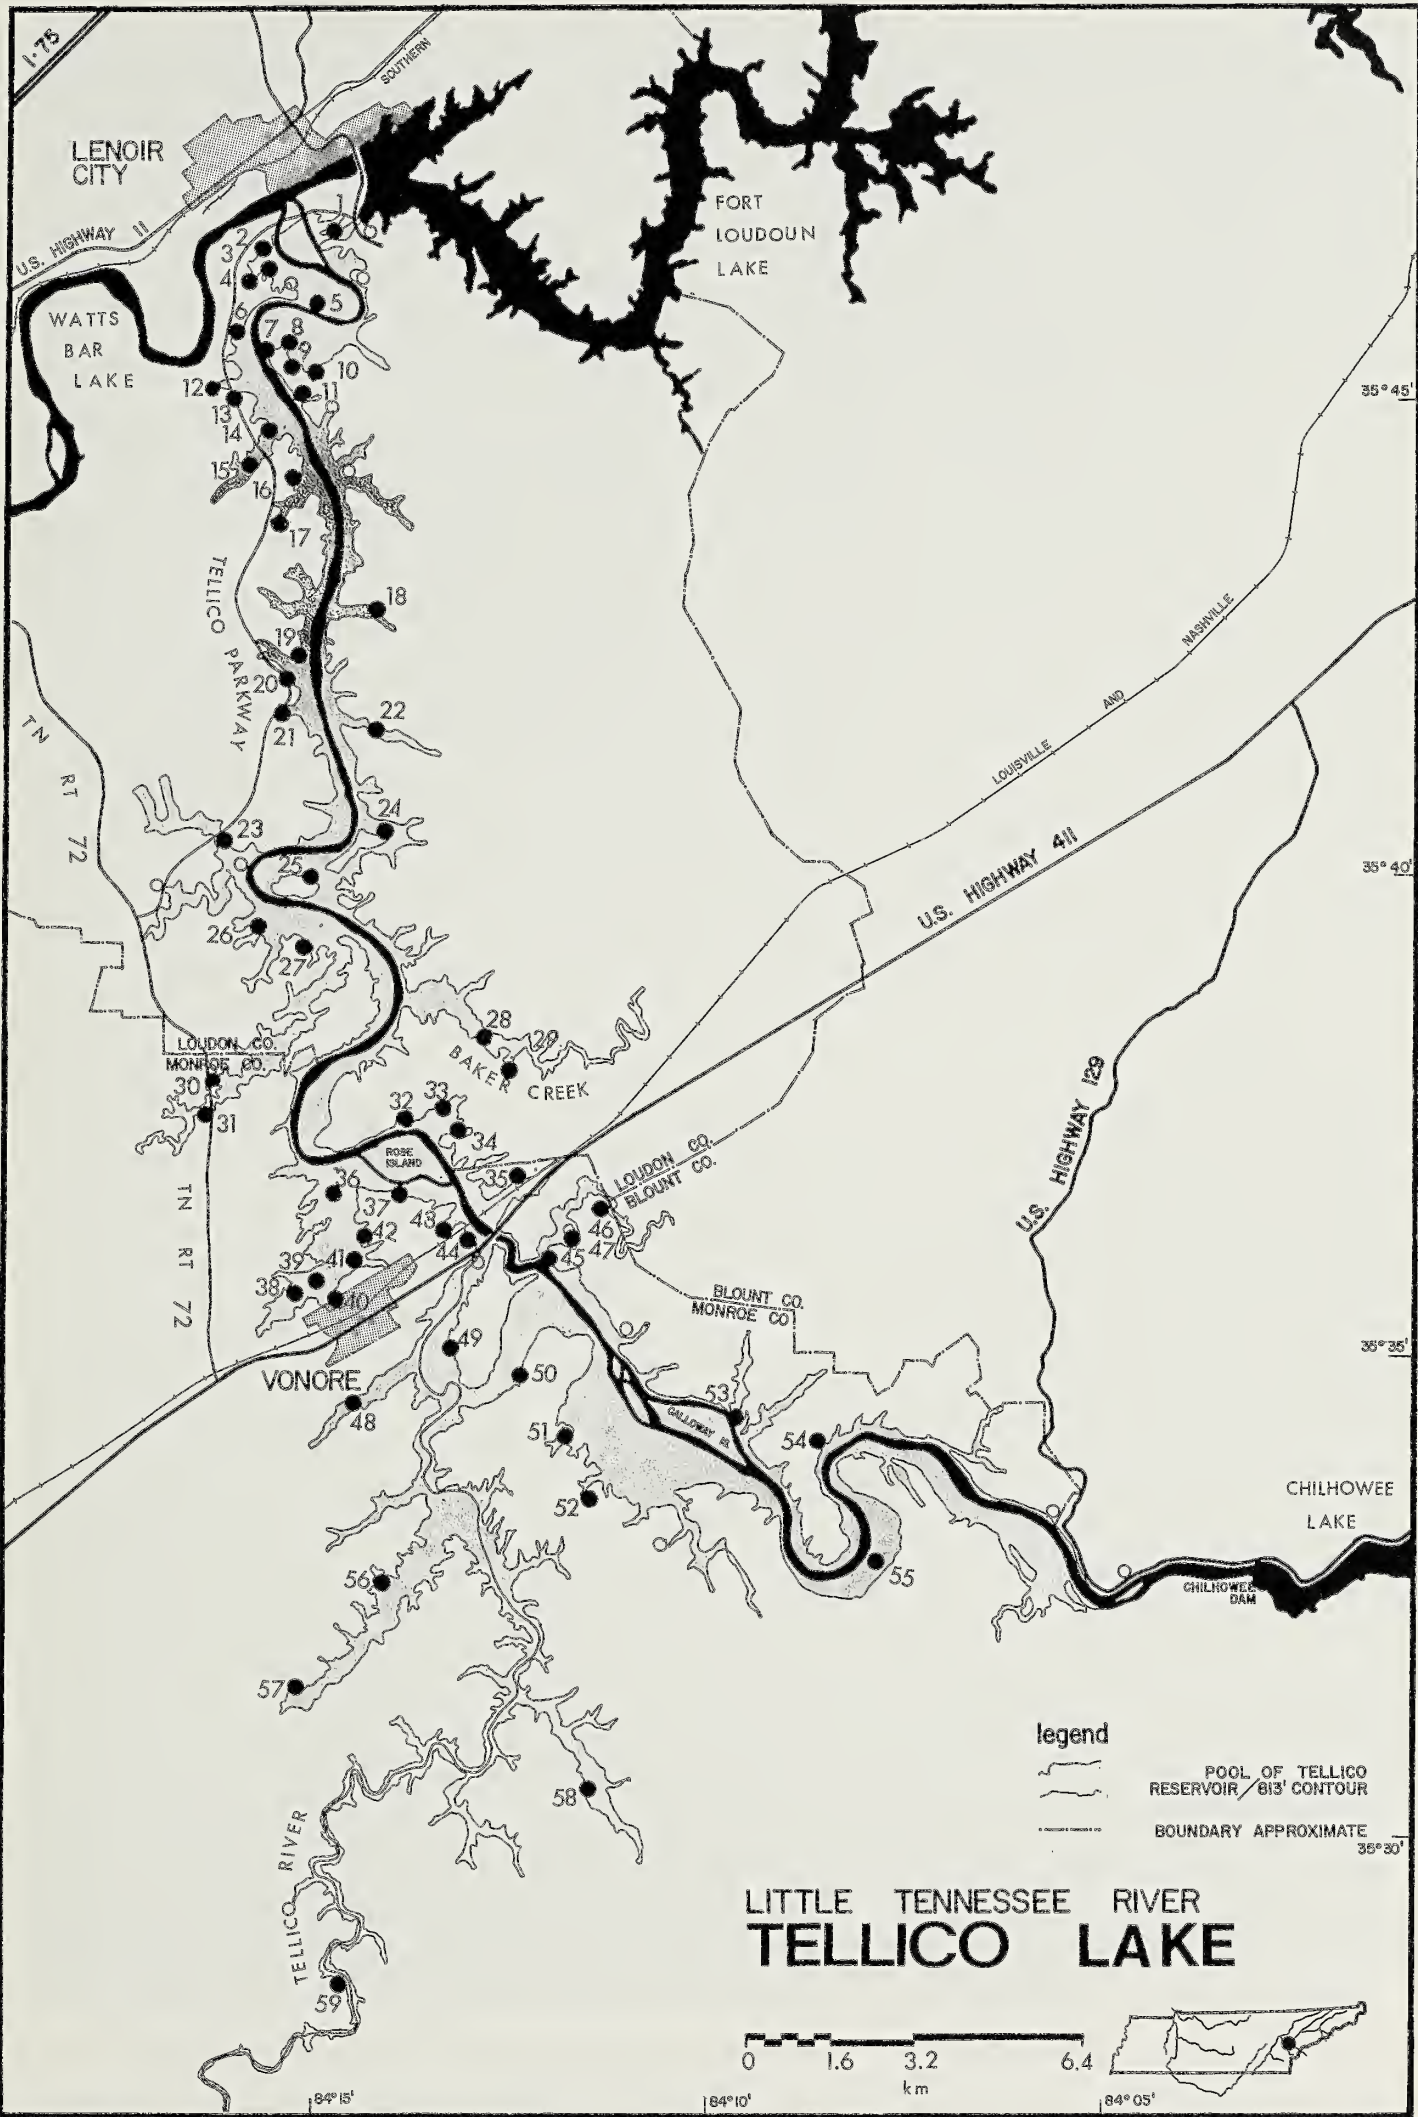 I-75
SOUTHERN
LENOIR
CITY
U.S. HIGHWAY 11
FORT
LOUDOUN
LAKE
WATTS
BAR
LAKE
1
2
3
4
5
6
7
8
9
10
11
12
13
14
15
16
17
18
19
20
21
22
23
24
25
26
27
28
29
30
31
32
33
34
35
36
37
38
39
40
41
42
43
44
45
46
47
48
49
50
51
52
53
54
55
56
57
58
59
TELLICO PARKWAY
TN RT 72
35°45'
NASHVILLE
AND
LOUISVILLE
35°40'
U.S. HIGHWAY 411
LOUDON CO.
MONROE CO.
BAKER CREEK
ROSE
ISLAND
LOUDON CO.
BLOUNT CO.
TN RT 72
U.S. HIGHWAY 129
BLOUNT CO.
MONROE CO
35°35'
VONORE
CALLOWAY IS.
CHILHOWEE
LAKE
CHILHOWEE
DAM
TELLICO RIVER
legend
POOL OF TELLICO
RESERVOIR/813' CONTOUR
BOUNDARY APPROXIMATE
35°30'
LITTLE TENNESSEE RIVER
TELLICO LAKE
0 1.6 3.2 6.4
km
84°15'
84°10'
84°05'